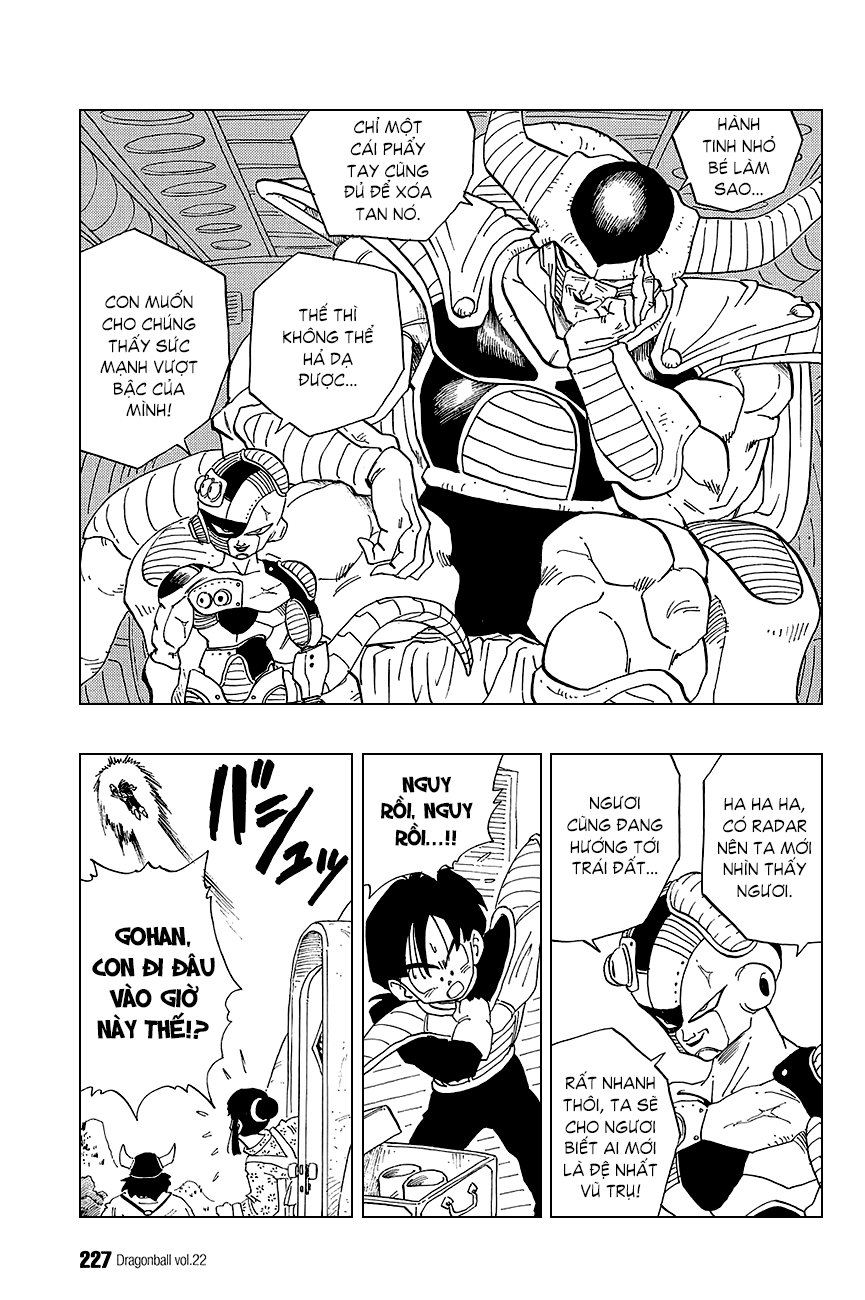 HÀNH
TINH NHỎ
BÉ LÀM
SAO...
CHỈ MỘT
CÁI PHẨY
TAY CŨNG
ĐỦ ĐỂ XÓA
TAN NÓ.
THẾ THÌ
KHÔNG THỂ
HẢ DẠ
ĐƯỢC...
CON MUỐN
CHO CHÚNG
THẤY SỨC
MẠNH VƯỢT
BẬC CỦA
MÌNH!
HA HA HA,
CÓ RADAR
NÊN TA MỚI
NHÌN THẤY
NGƯƠI.
NGƯƠI
CŨNG ĐANG
HƯỚNG TỚI
TRÁI ĐẤT...
RẤT NHANH
THÔI, TA SẼ
CHO NGƯƠI
BIẾT AI MỚI
LÀ ĐỆ NHẤT
VŨ TRỤ!
NGUY
RỒI, NGUY
RỒI...!!
バシュッ
GOHAN,
CON ĐI ĐÂU
VÀO GIỜ
NÀY THẾ!?
227 Dragonball vol.22